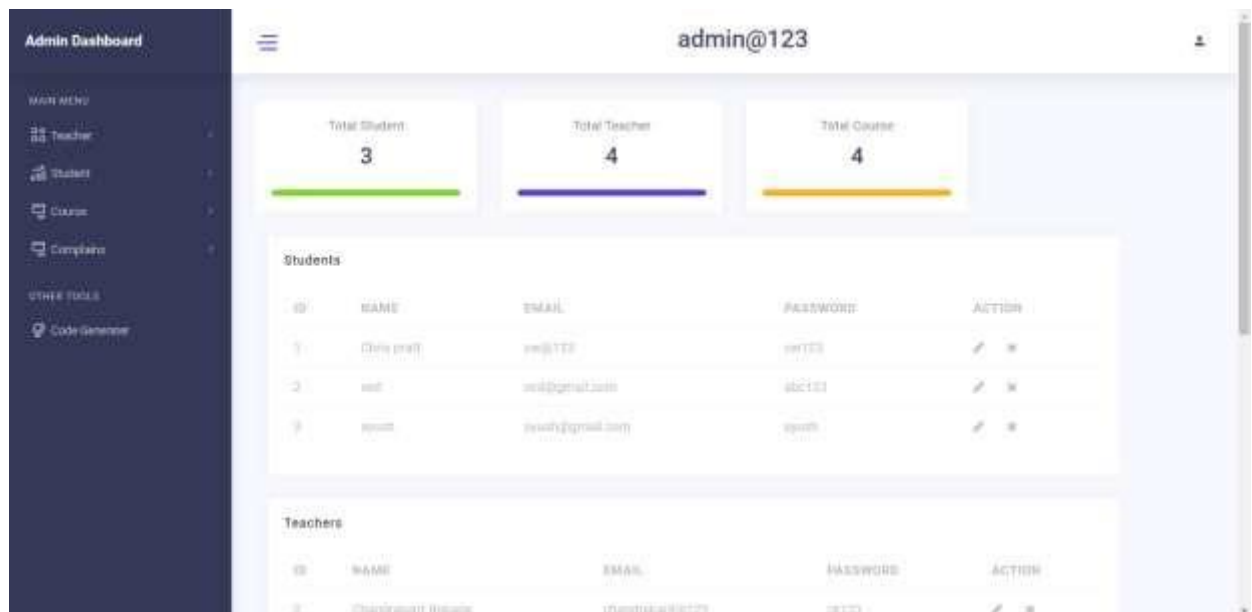 Admin Dashboard
admin@123
MAIN MENU
Teacher
Student
Course
Complains
OTHER TOOLS
Code Generator
Total Student
3
Total Teacher
4
Total Course
4
Students
ID NAME EMAIL PASSWORD ACTION
1 Chris pratt
2 abc123
3 ayush ayush@gmail.com ayush
Teachers
ID NAME EMAIL PASSWORD ACTION